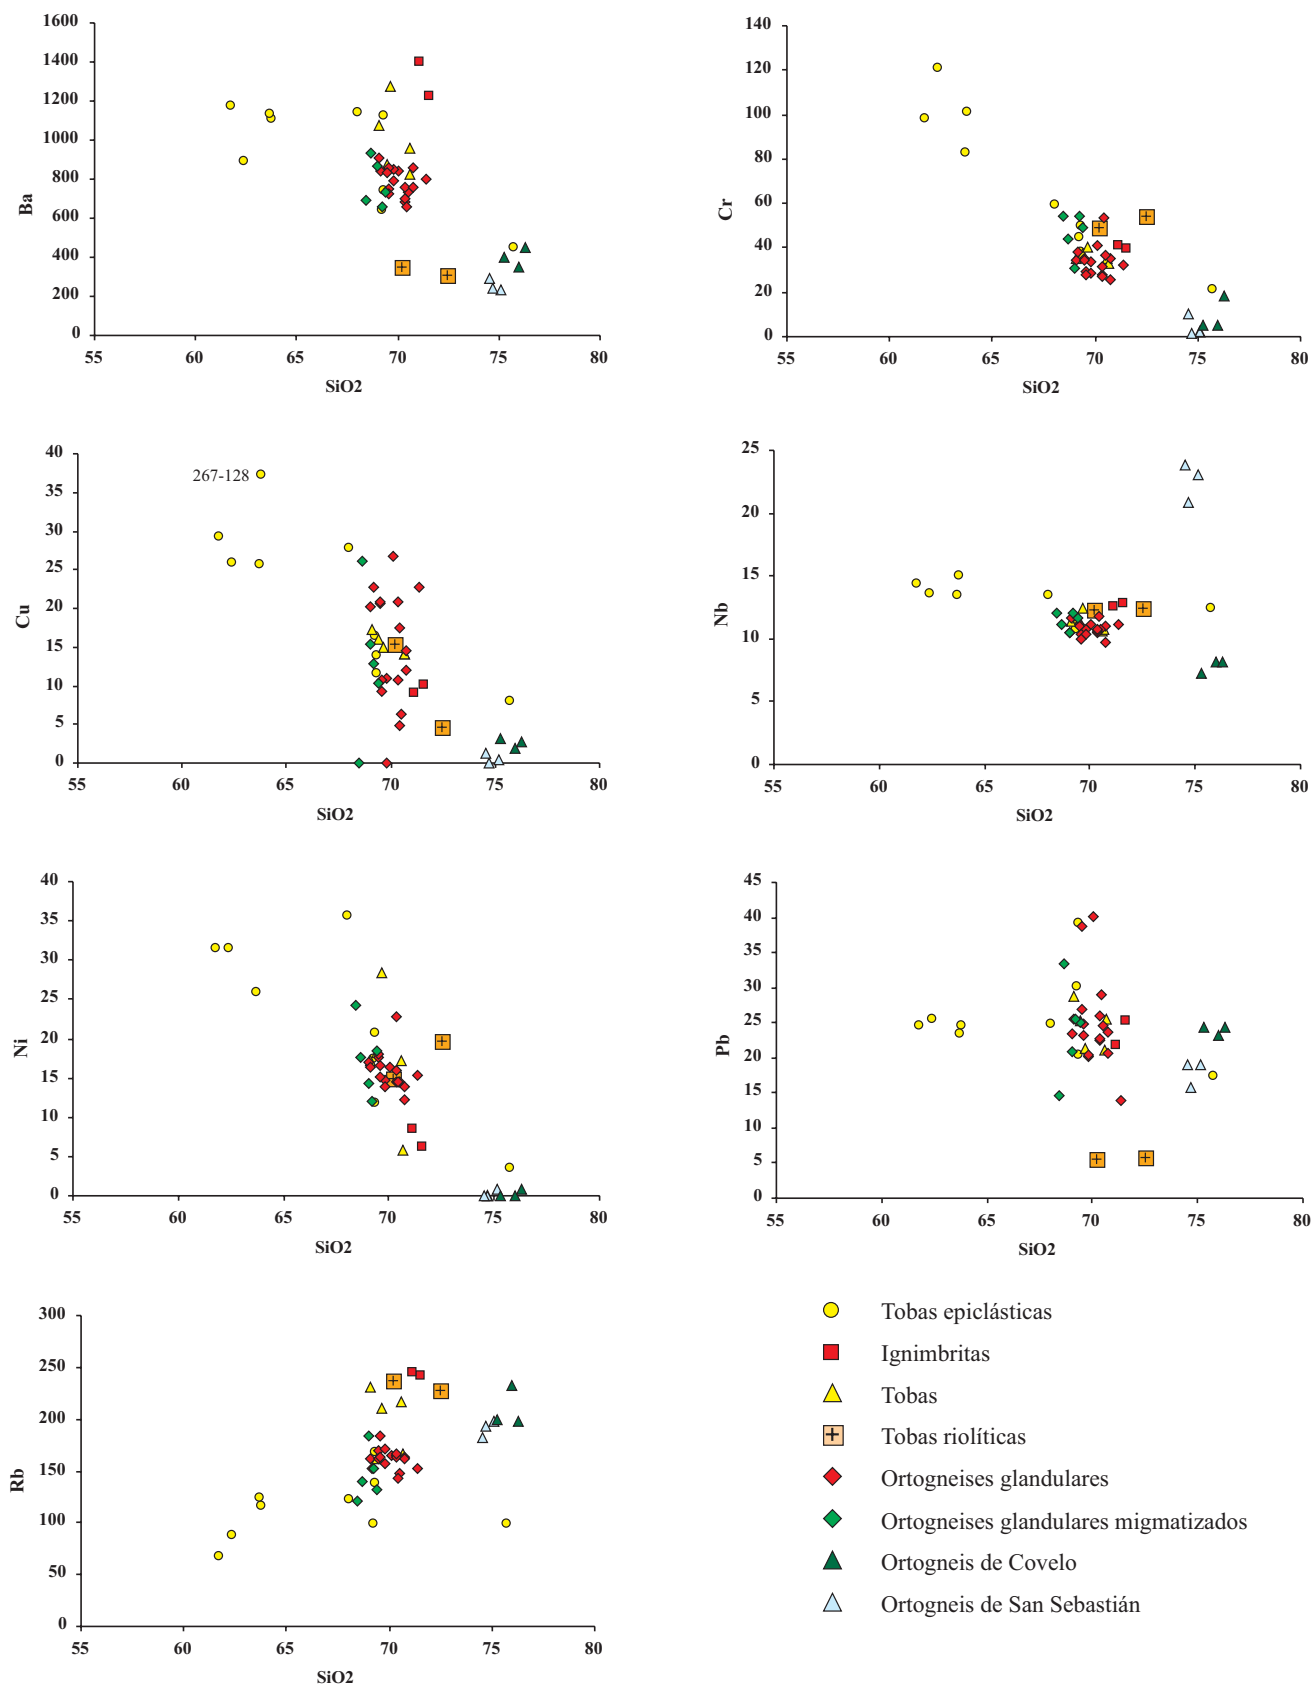 1600
1400
1200
1000
800
600
400
200
0
Ba
55 60 65 70 75 80
SiO2
140
120
100
80
60
40
20
0
Cr
55 60 65 70 75 80
SiO2
40
35
30
25
20
15
10
5
0
Cu
267-128
55 60 65 70 75 80
SiO2
25
20
15
10
5
0
Nb
60 65 70 75 80
SiO2
40
35
30
25
20
15
10
5
0
Ni
55 60 65 70 75 80
SiO2
45
40
35
30
25
20
15
10
5
0
Pb
55 60 65 70 75 80
SiO2
300
250
200
150
100
50
0
Rb
55 60 65 70 75 80
SiO2
Tobas epiclásticas
Ignimbritas
Tobas
Tobas riolíticas
Ortogneises glandulares
Ortogneises glandulares migmatizados
Ortogneis de Covelo
Ortogneis de San Sebastián